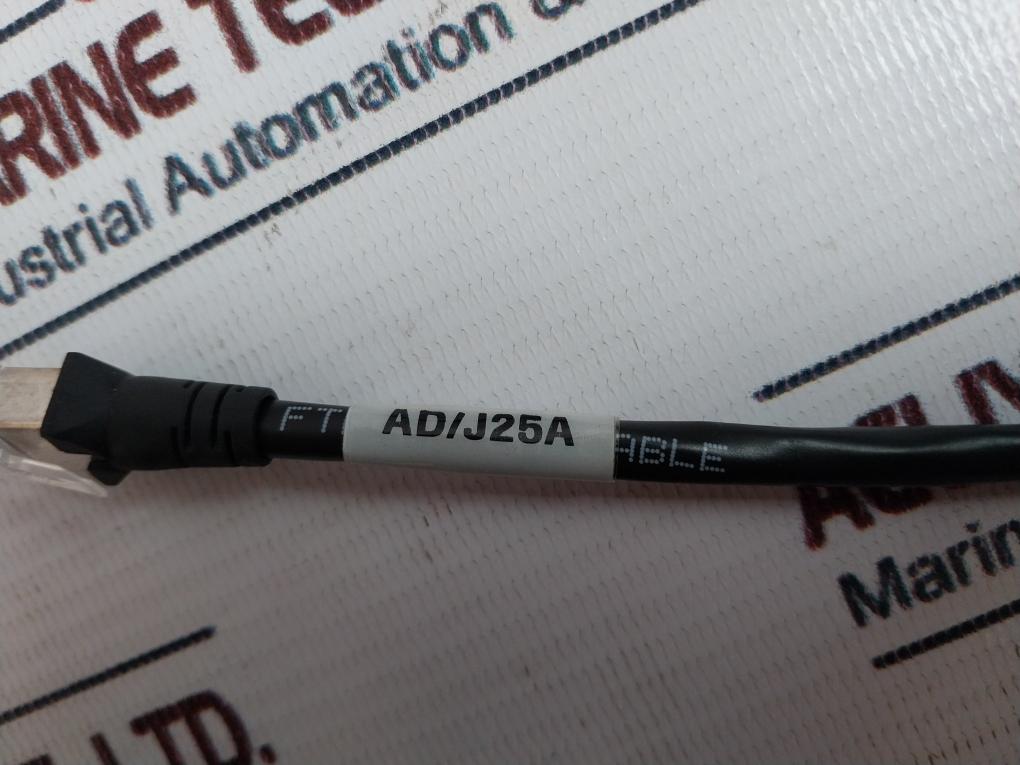 RINE TE
ustrial Automation &
FT
AD/J25A
ABLE
Marin
LTD.